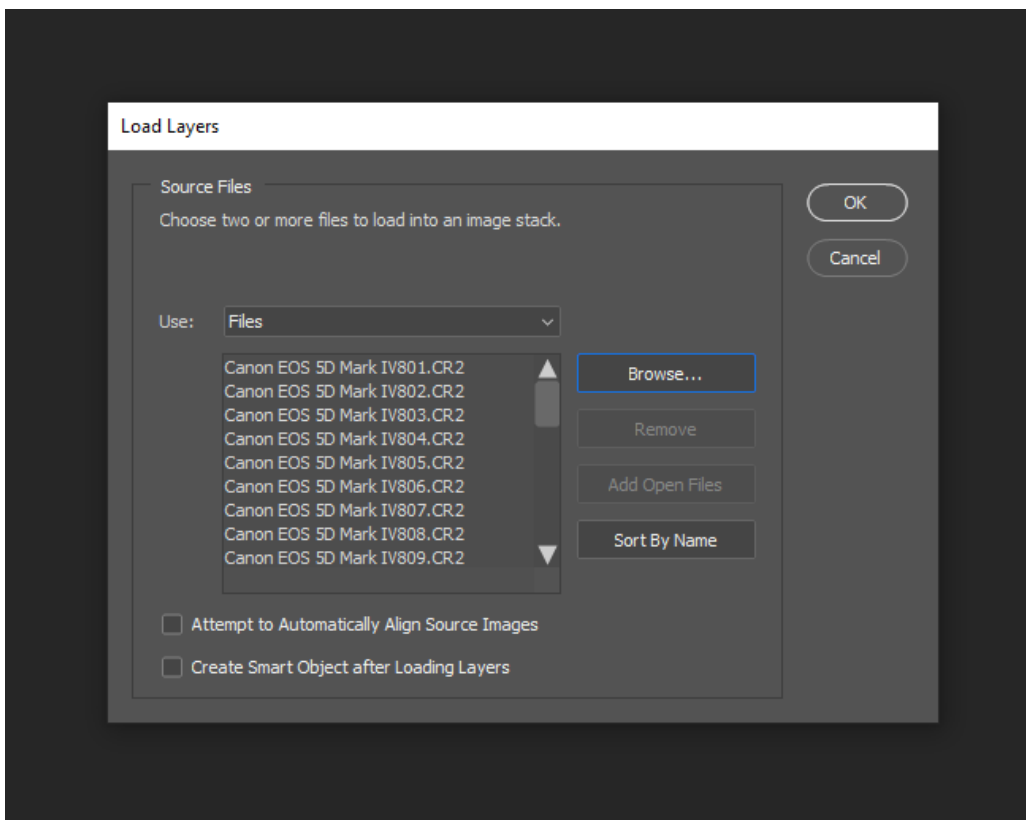 Load Layers
Source Files
Choose two or more files to load into an image stack.
OK
Cancel
Use: Files
Canon EOS 5D Mark IV801.CR2
Canon EOS 5D Mark IV802.CR2
Canon EOS 5D Mark IV803.CR2
Canon EOS 5D Mark IV804.CR2
Canon EOS 5D Mark IV805.CR2
Canon EOS 5D Mark IV806.CR2
Canon EOS 5D Mark IV807.CR2
Canon EOS 5D Mark IV808.CR2
Canon EOS 5D Mark IV809.CR2
Browse...
Remove
Add Open Files
Sort By Name
Attempt to Automatically Align Source Images
Create Smart Object after Loading Layers